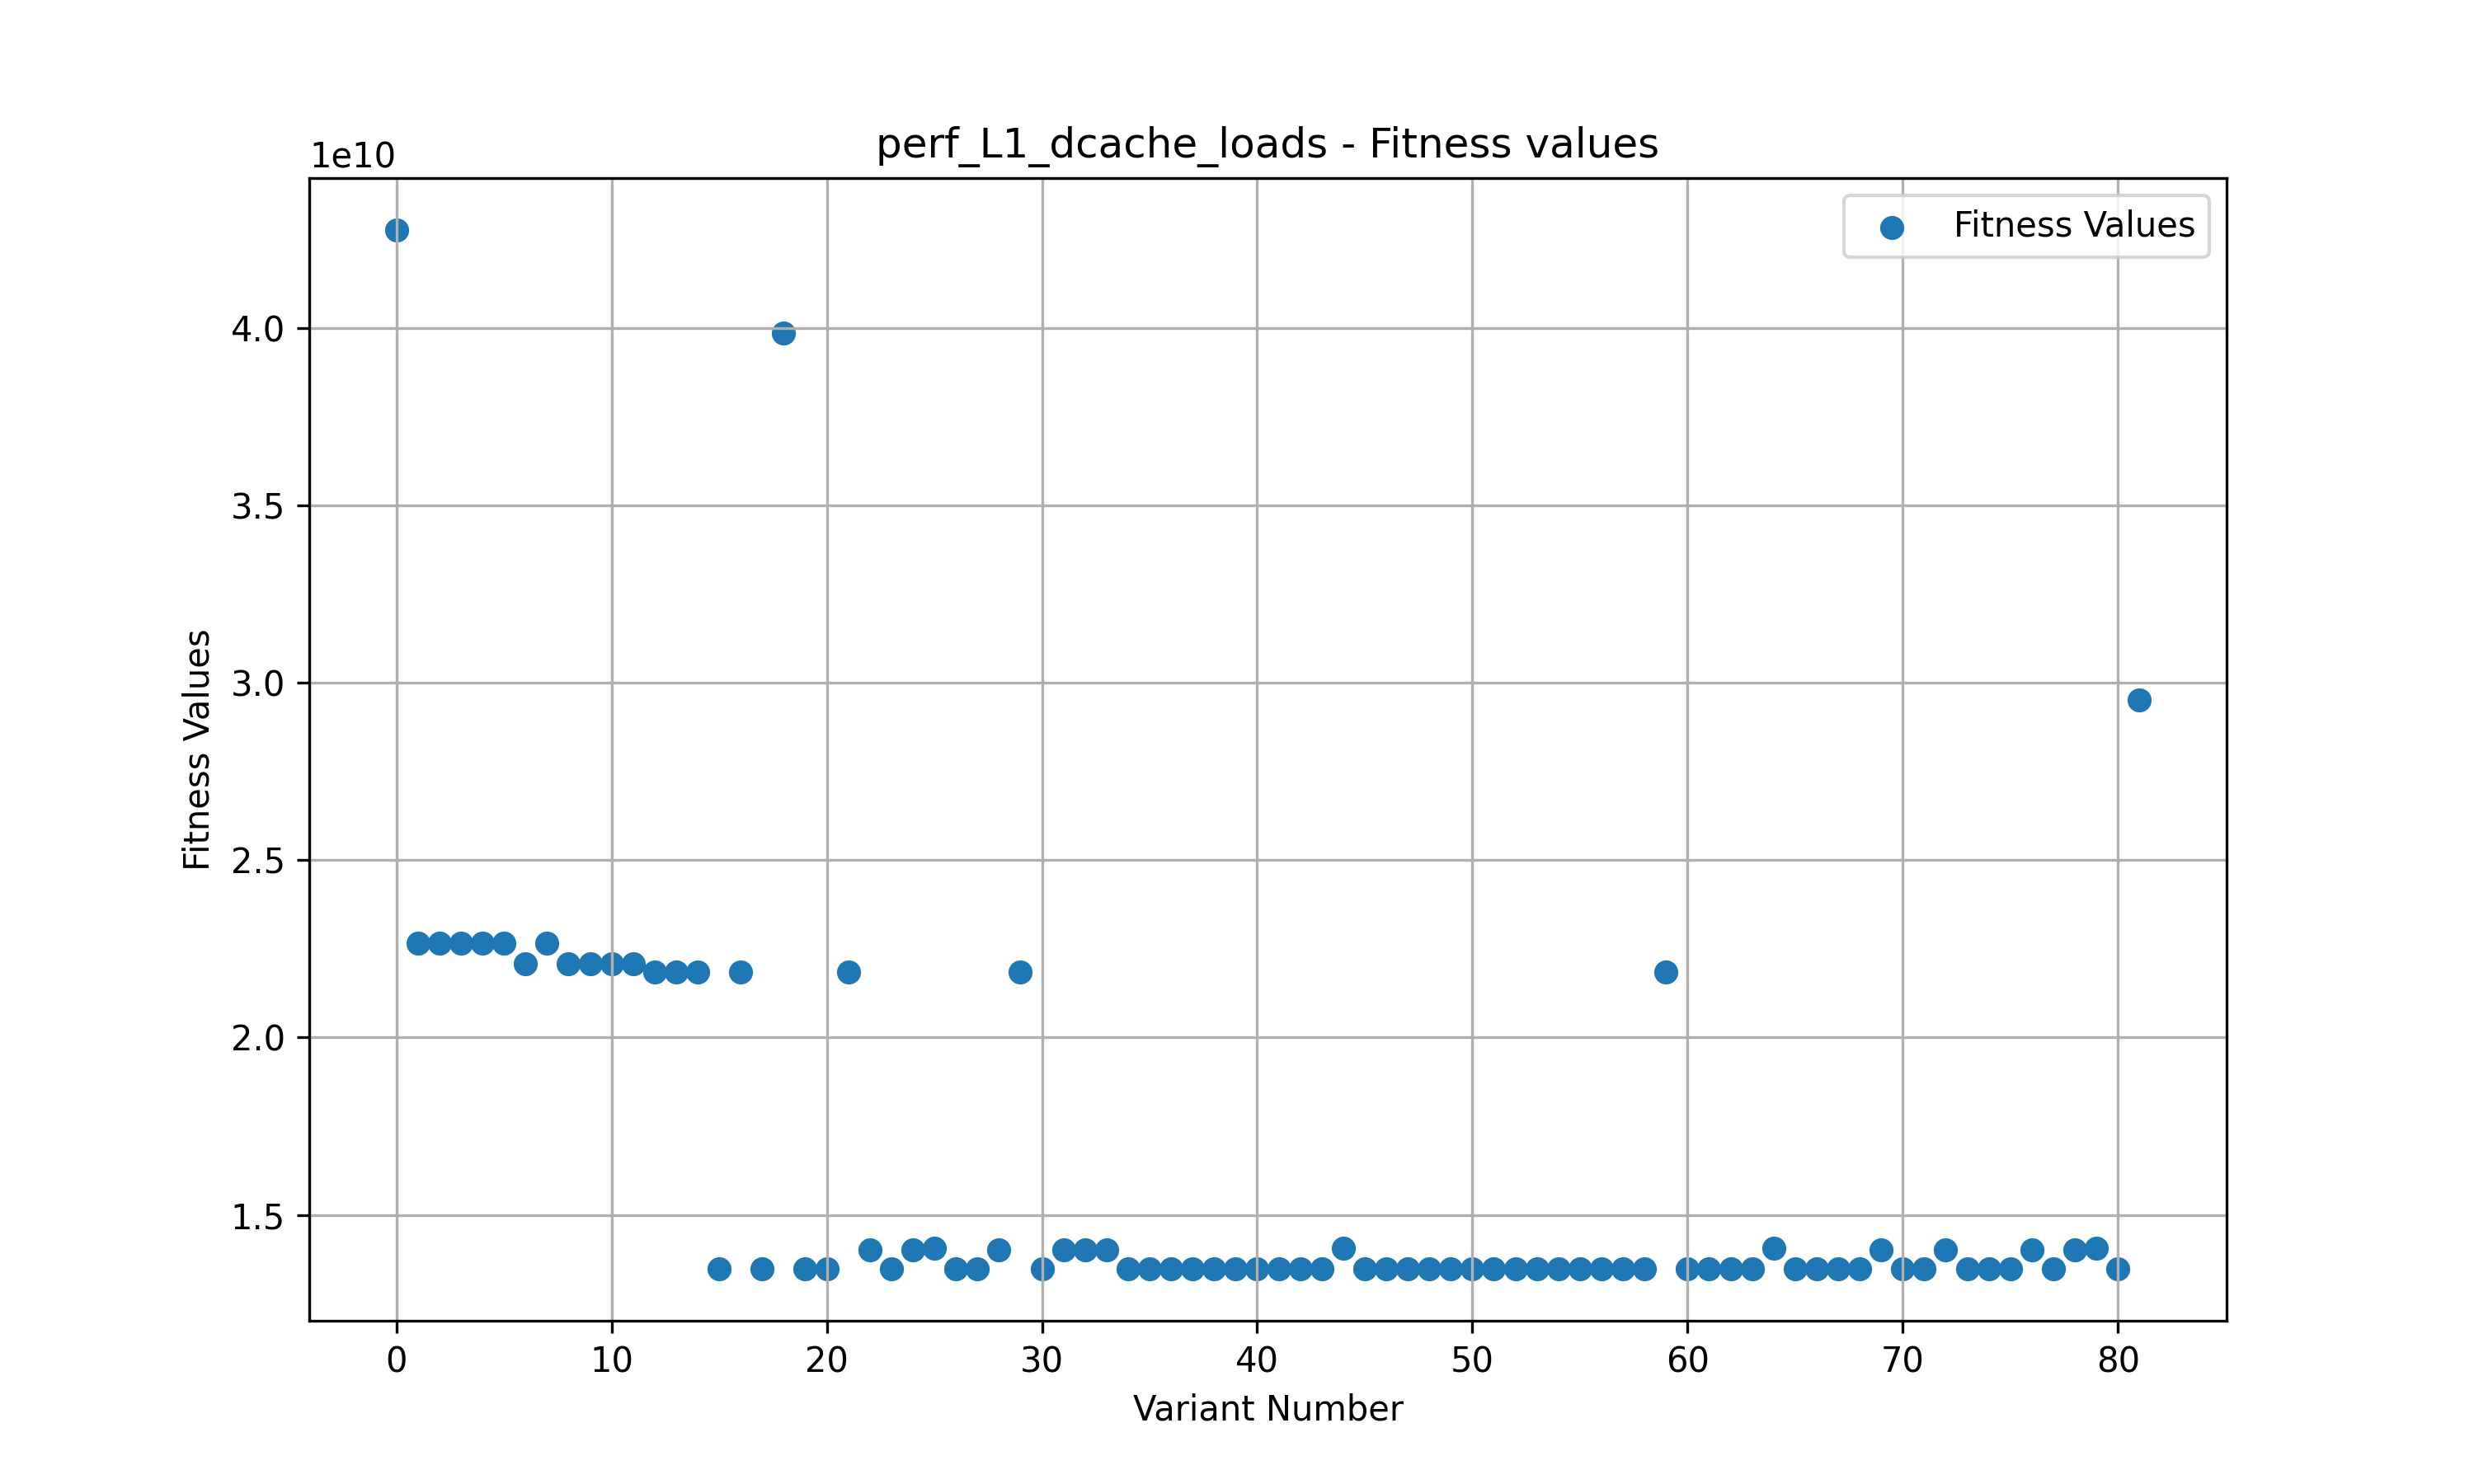 perf_L1_dcache_loads - Fitness values
1e10
Fitness Values
4.0
3.5
3.0
2.5
2.0
1.5
Fitness Values
0 10 20 30 40 50 60 70 80
Variant Number